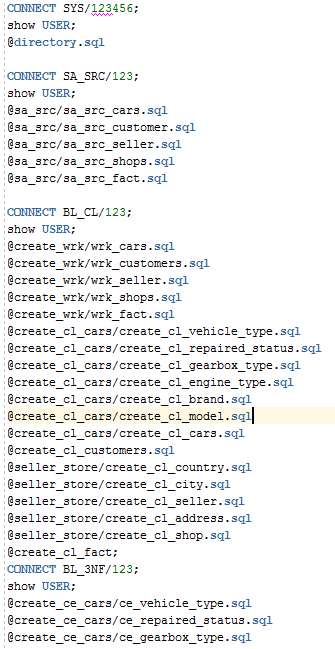 CONNECT SYS/123456;
show USER;
@directory.sql
CONNECT SA_SRC/123;
show USER;
@sa_src/sa_src_cars.sql
@sa_src/sa_src_customer.sql
@sa_src/sa_src_seller.sql
@sa_src/sa_src_shops.sql
@sa_src/sa_src_fact.sql
CONNECT BL_CL/123;
show USER;
@create_wrk/wrk_cars.sql
@create_wrk/wrk_customers.sql
@create_wrk/wrk_seller.sql
@create_wrk/wrk_shops.sql
@create_wrk/wrk_fact.sql
@create_cl_cars/create_cl_vehicle_type.sql
@create_cl_cars/create_cl_repaired_status.sql
@create_cl_cars/create_cl_gearbox_type.sql
@create_cl_cars/create_cl_engine_type.sql
@create_cl_cars/create_cl_brand.sql
@create_cl_cars/create_cl_model.sql
@create_cl_cars/create_cl_cars.sql
@create_cl_customers.sql
@seller_store/create_cl_country.sql
@seller_store/create_cl_city.sql
@seller_store/create_cl_seller.sql
@seller_store/create_cl_address.sql
@seller_store/create_cl_shop.sql
@create_cl_fact;
CONNECT BL_3NF/123;
show USER;
@create_ce_cars/ce_vehicle_type.sql
@create_ce_cars/ce_repaired_status.sql
@create_ce_cars/ce_gearbox_type.sql